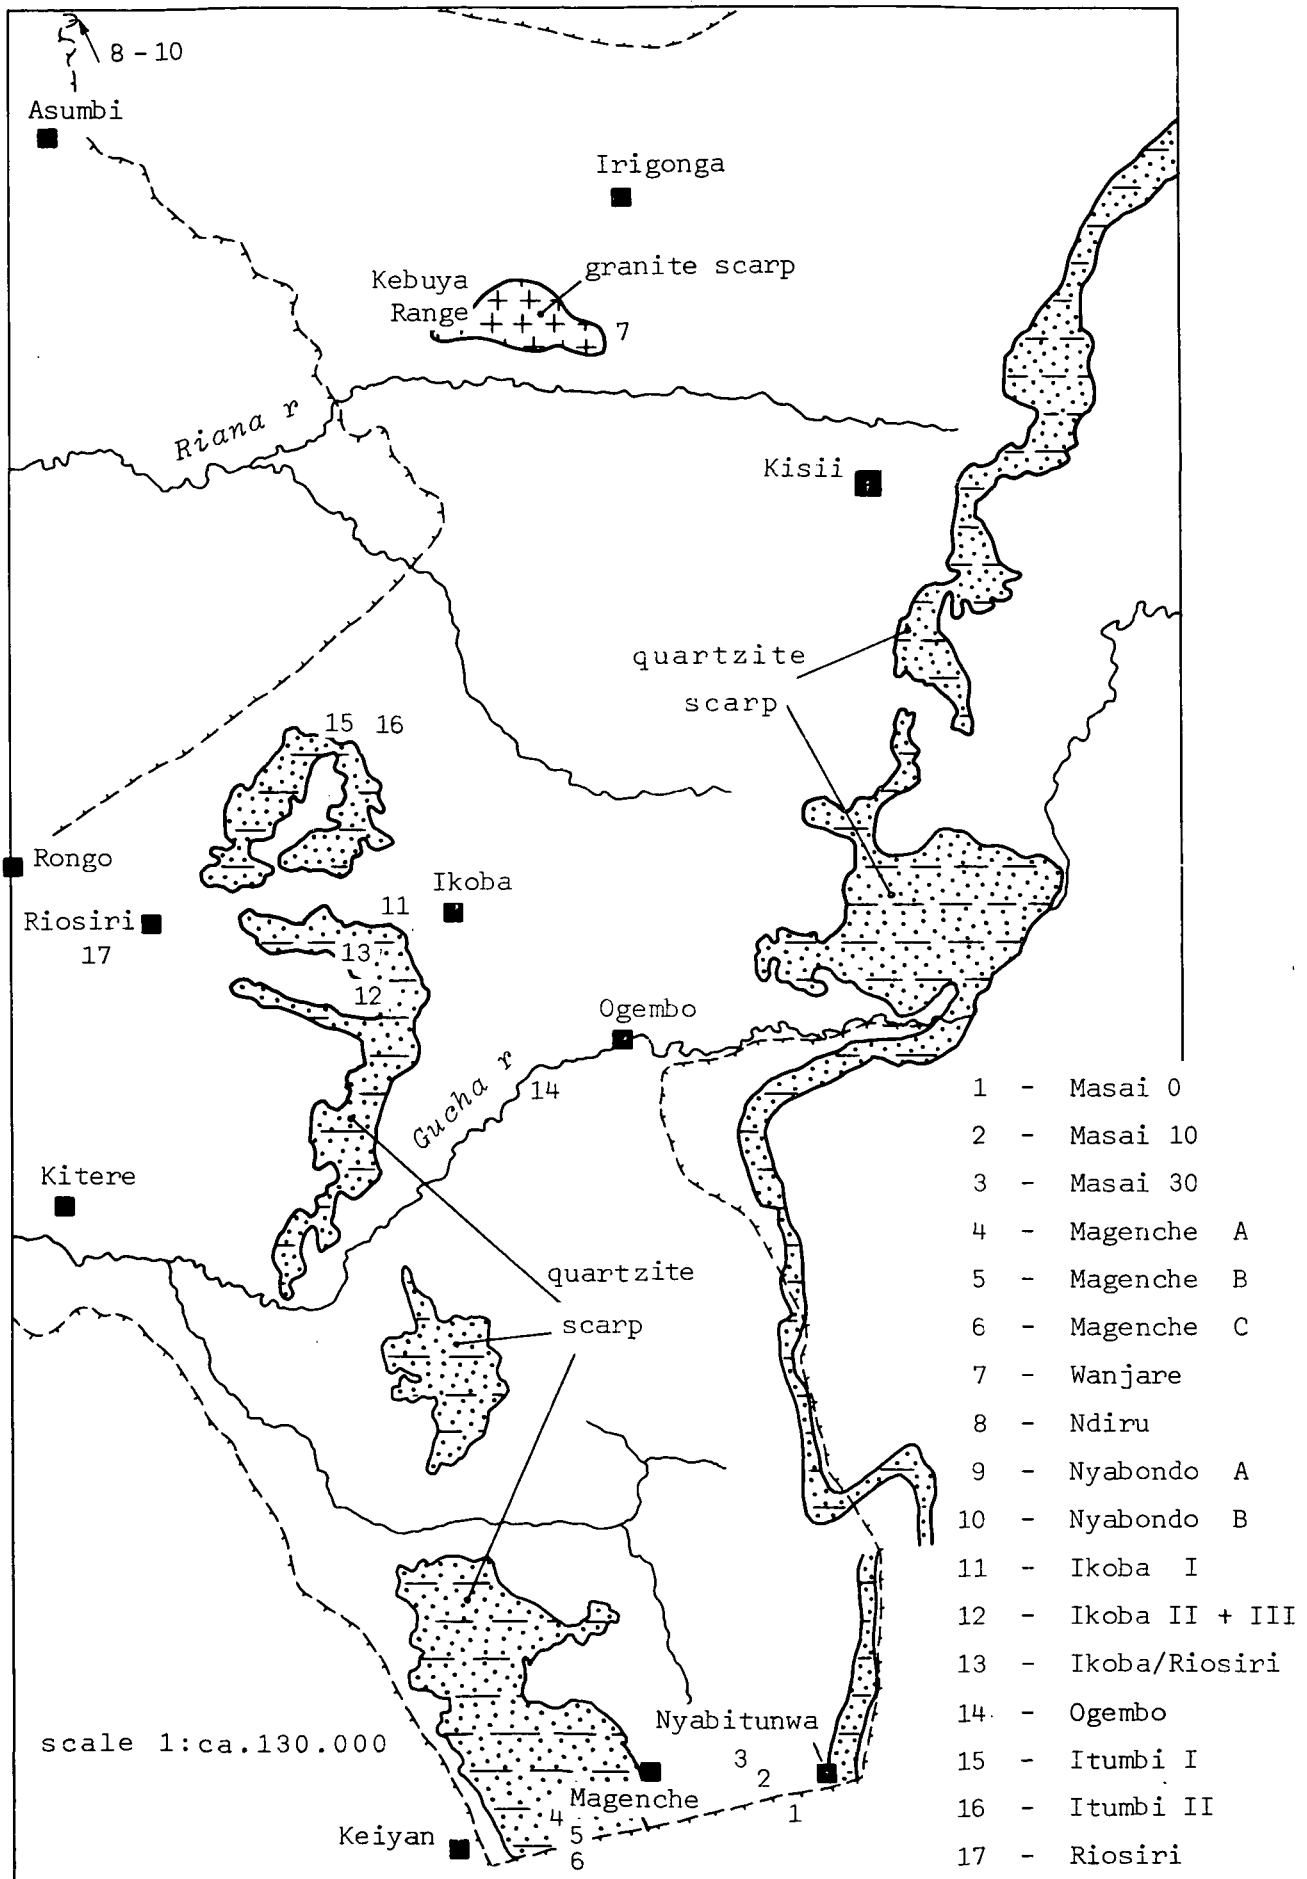 8 - 10
Asumbi
Irigonga
granite scarp
Kebuya
Range
7
Riana r
Kisii
quartzite
scarp
15 16
Rongo
Ikoba
11
Riosiri
17
13
12
Ogembo
Gucha r
14
Kitere
quartzite
scarp
Nyabitunwa
scale 1:ca.130.000
3
2
Magenche
1
4
5
Keiyan
6
1 - Masai 0
2 - Masai 10
3 - Masai 30
4 - Magenche A
5 - Magenche B
6 - Magenche C
7 - Wanjare
8 - Ndiru
9 - Nyabondo A
10 - Nyabondo B
11 - Ikoba I
12 - Ikoba II + III
13 - Ikoba/Riosiri
14 - Ogembo
15 - Itumbi I
16 - Itumbi II
17 - Riosiri